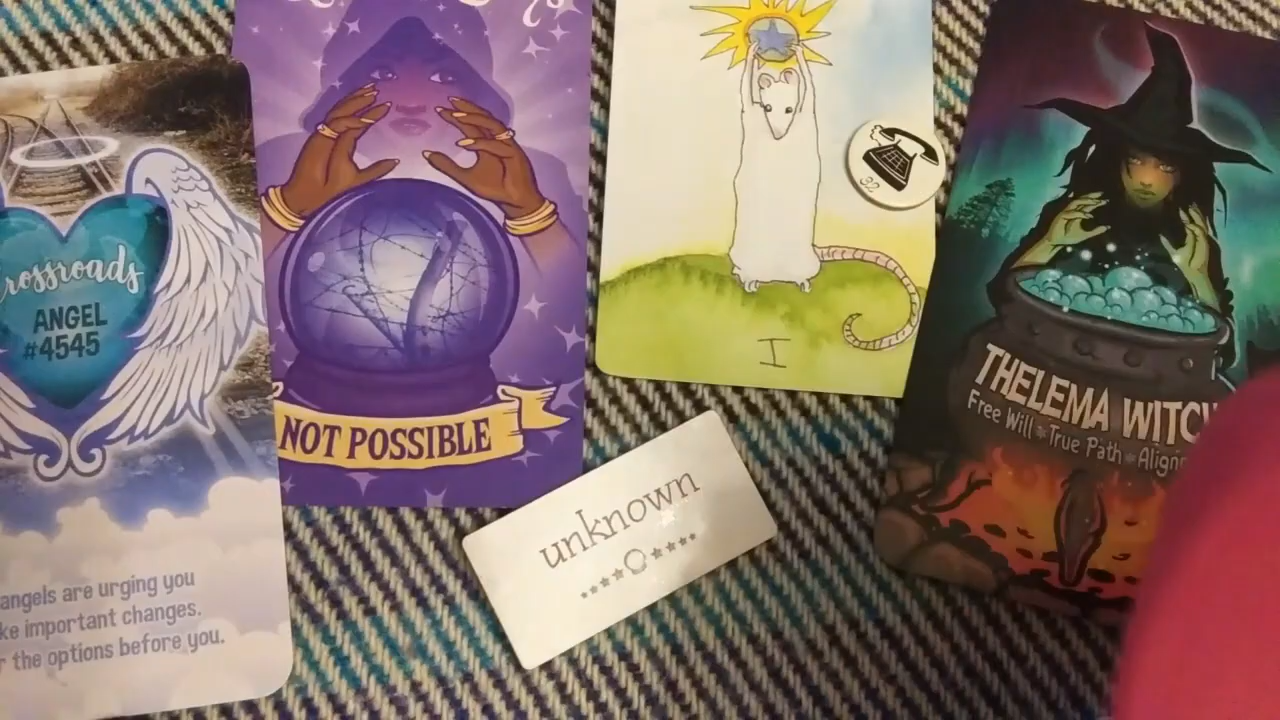 Crossroads
ANGEL
#4545
angels are urging you
ke important changes.
r the options before you.
NOT POSSIBLE
I
32
unknown
THELEMA WITCH
Free Will True Path Align